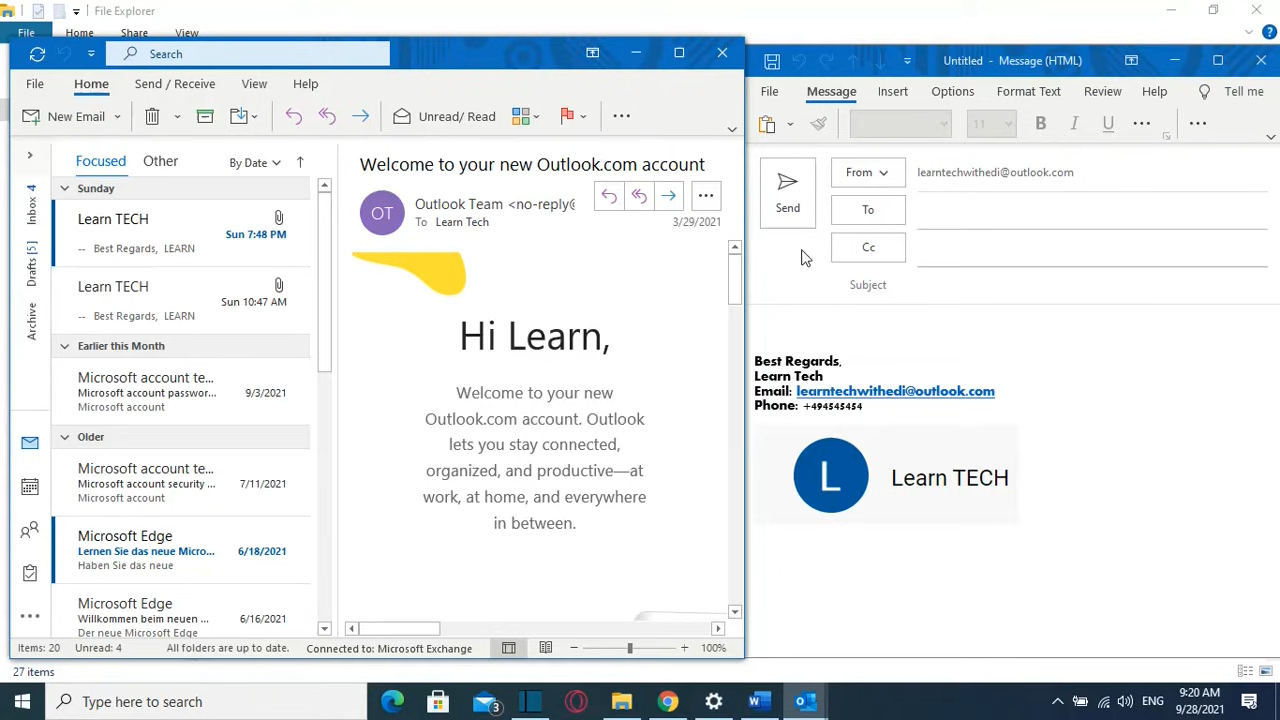 File Explorer
File
Home
Share
View
Search
File
Home
Send / Receive
View
Help
New Email
Unread/ Read
Focused
Other
By Date
Sunday
Learn TECH
Sun 7:48 PM
-- Best Regards, LEARN
Learn TECH
Sun 10:47 AM
-- Best Regards, LEARN
Earlier this Month
Microsoft account te...
Microsoft account passwor...
9/3/2021
Microsoft account
Older
Microsoft account te...
Microsoft account security ...
7/11/2021
Microsoft account
Microsoft Edge
Lernen Sie das neue Micro...
6/18/2021
Haben Sie das neue
Microsoft Edge
Willkommen beim neuen ...
6/16/2021
Der neue Microsoft Edge
Inbox 4
Drafts [5]
Archive
Welcome to your new Outlook.com account
OT
Outlook Team <no-reply@
To Learn Tech
3/29/2021
Hi Learn,
Welcome to your new
Outlook.com account. Outlook
lets you stay connected,
organized, and productive—at
work, at home, and everywhere
in between.
Items: 20
Unread: 4
All folders are up to date.
Connected to: Microsoft Exchange
100%
27 items
Untitled - Message (HTML)
File
Message
Insert
Options
Format Text
Review
Help
Tell me
11
B
I
U
Send
From
learntechwithedi@outlook.com
To
Cc
Subject
Best Regards,
Learn Tech
Email: learntechwithedi@outlook.com
Phone: +494545454
L
Learn TECH
Type here to search
3
ENG
9:20 AM
9/28/2021